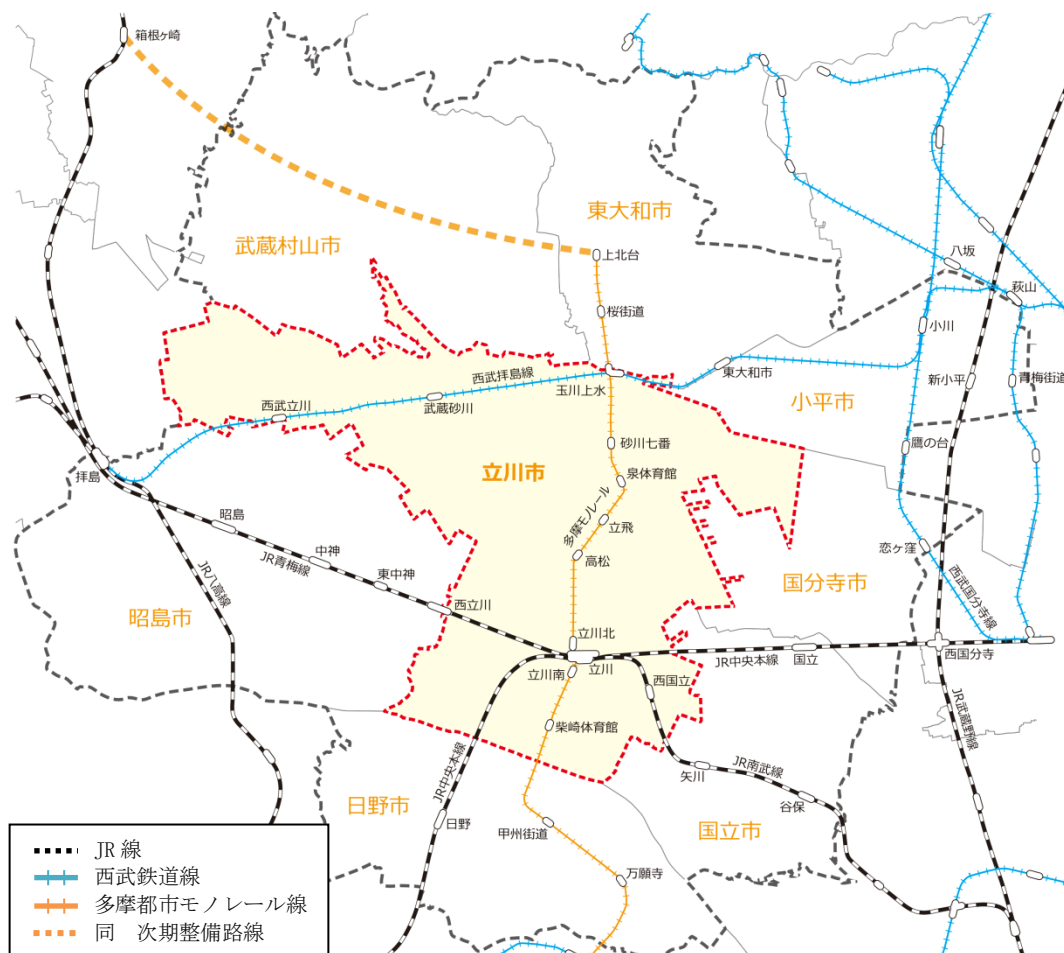 箱根ヶ崎
東大和市
武蔵村山市
上北台
八坂
萩山
桜街道
小川
西武拝島線
東大和市
玉川上水
新小平
青梅街道
西武立川
武蔵砂川
小平市
砂川七番
鷹の台
拝島
立川市
泉体育館
昭島
多摩モノレール
立飛
恋ヶ窪
中神
JR青梅線
高松
国分寺市
東中神
JR八高線
西武国分寺線
昭島市
西立川
立川北
立川
JR中央本線
国立
西国分寺
立川南
西国立
JR武蔵野線
柴崎体育館
JR中央本線
矢川
JR南武線
日野市
谷保
日野
甲州街道
国立市
万願寺
JR 線
西武鉄道線
多摩都市モノレール線
同　次期整備路線